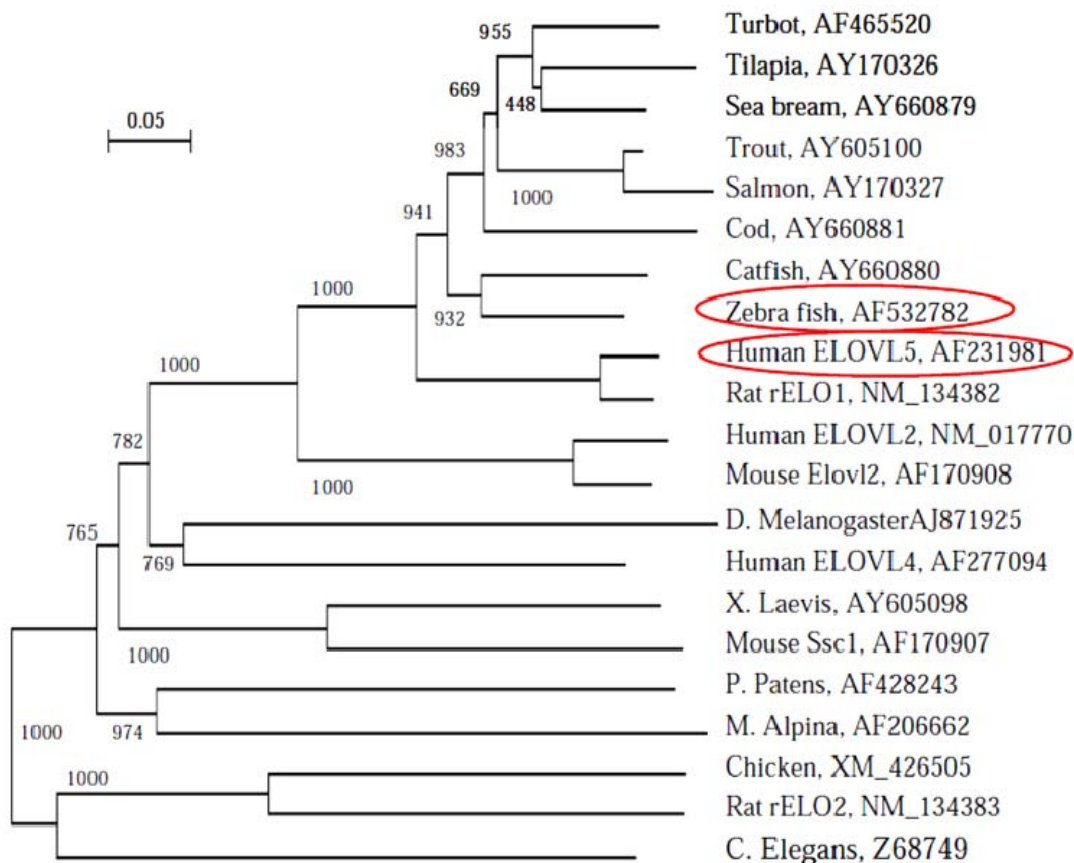 955
Turbot, AF465520
Tilapia, AY170326
669
448
Sea bream, AY660879
0.05
Trout, AY605100
983
1000
Salmon, AY170327
941
Cod, AY660881
Catfish, AY660880
1000
932
Zebra fish, AF532782
Human ELOVL5, AF231981
1000
Rat rELO1, NM_134382
782
Human ELOVL2, NM_017770
1000
Mouse Elovl2, AF170908
765
D. MelanogasterAJ871925
769
Human ELOVL4, AF277094
X. Laevis, AY605098
1000
Mouse Ssc1, AF170907
P. Patens, AF428243
1000
974
M. Alpina, AF206662
1000
Chicken, XM_426505
Rat rELO2, NM_134383
C. Elegans, Z68749